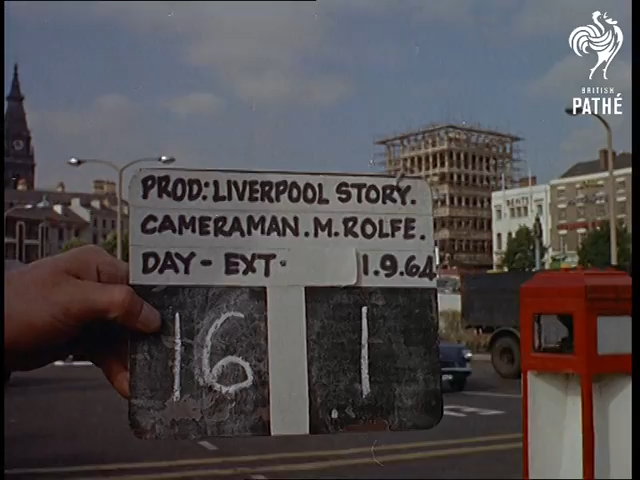 BRITISH
PATHÉ
PROD: LIVERPOOL STORY.
CAMERAMAN. M. ROLFE.
DAY - EXT. 1.9.64
16 1